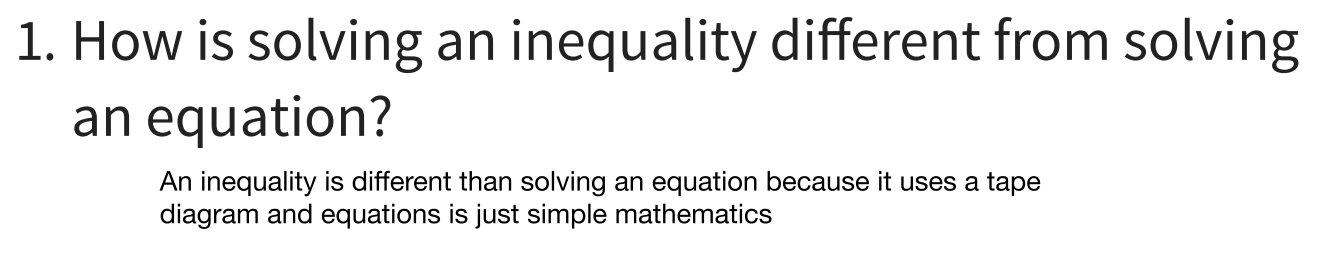 1. How is solving an inequality different from solving
an equation?
An inequality is different than solving an equation because it uses a tape
diagram and equations is just simple mathematics